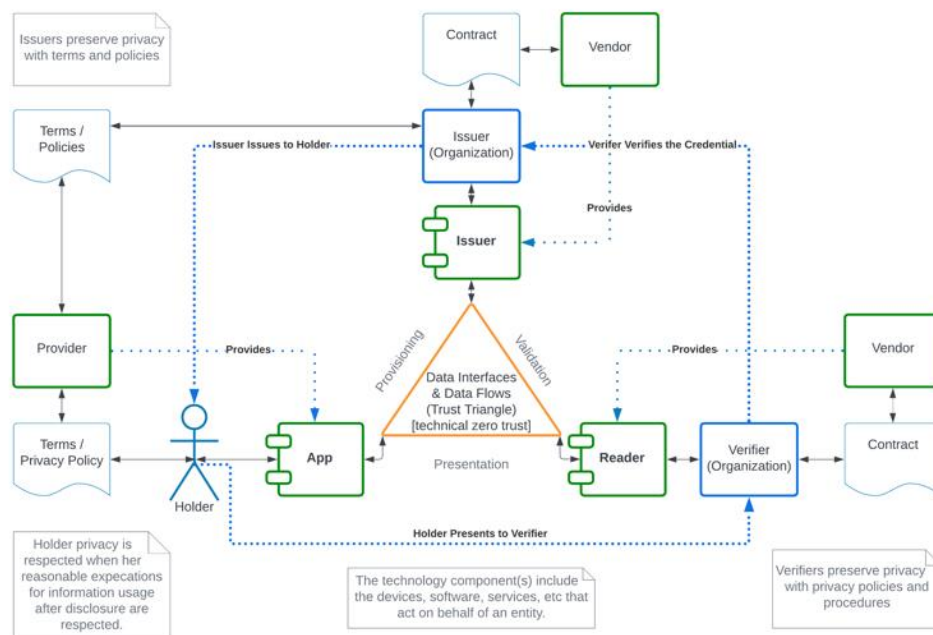 Issuers preserve privacy
with terms and policies
Contract
Vendor
Terms /
Policies
Issuer
(Organization)
Issuer Issues to Holder
Verifer Verifies the Credential
Provides
Issuer
Provider
Provides
Provisioning
Validation
Data Interfaces
& Data Flows
(Trust Triangle)
[technical zero trust]
Provides
Vendor
Terms /
Privacy Policy
Holder
App
Presentation
Reader
Verifier
(Organization)
Contract
Holder Presents to Verifier
Holder privacy is
respected when her
reasonable expecations
for information usage
after disclosure are
respected.
The technology component(s) include
the devices, software, services, etc that
act on behalf of an entity.
Verifiers preserve privacy
with privacy policies and
procedures